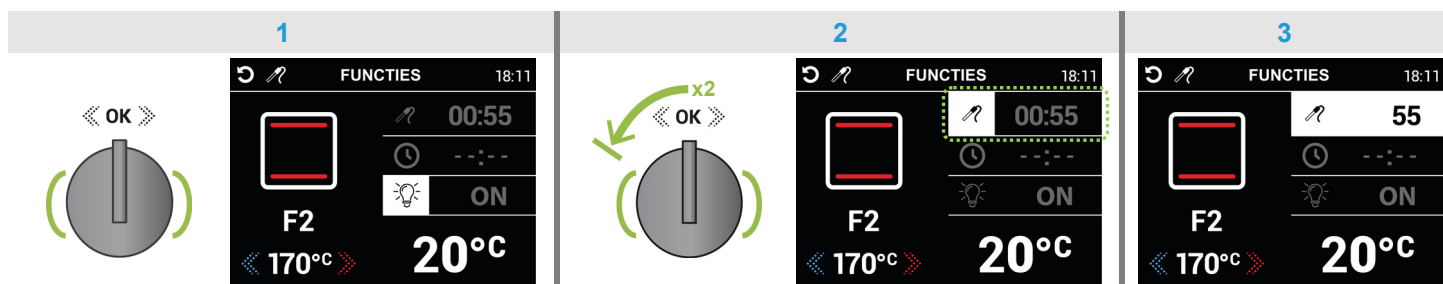 1
2
3
OK
FUNCTIES 18:11
00:55
--:--
ON
F2
170°C
20°C
x2
OK
FUNCTIES 18:11
00:55
--:--
ON
F2
170°C
20°C
FUNCTIES 18:11
55
--:--
ON
F2
170°C
20°C